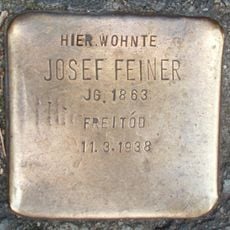 HIER WOHNTE
JOSEF FEINER
JG. 1863
FREITOD
11.3.1938